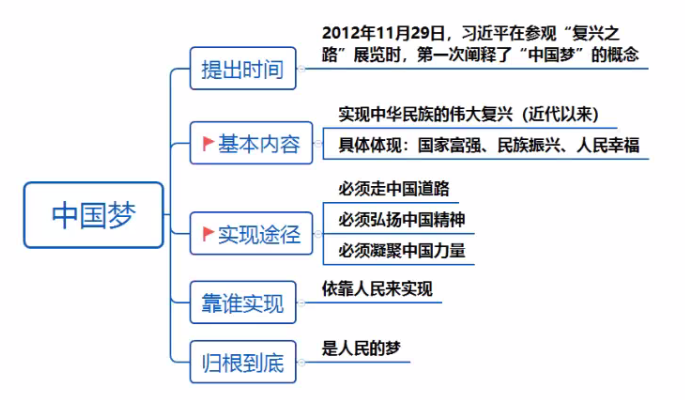 中国梦
提出时间
2012年11月29日，习近平在参观“复兴之
路”展览时，第一次阐释了“中国梦”的概念
基本内容
实现中华民族的伟大复兴（近代以来）
具体体现：国家富强、民族振兴、人民幸福
实现途径
必须走中国道路
必须弘扬中国精神
必须凝聚中国力量
靠谁实现
依靠人民来实现
归根到底
是人民的梦